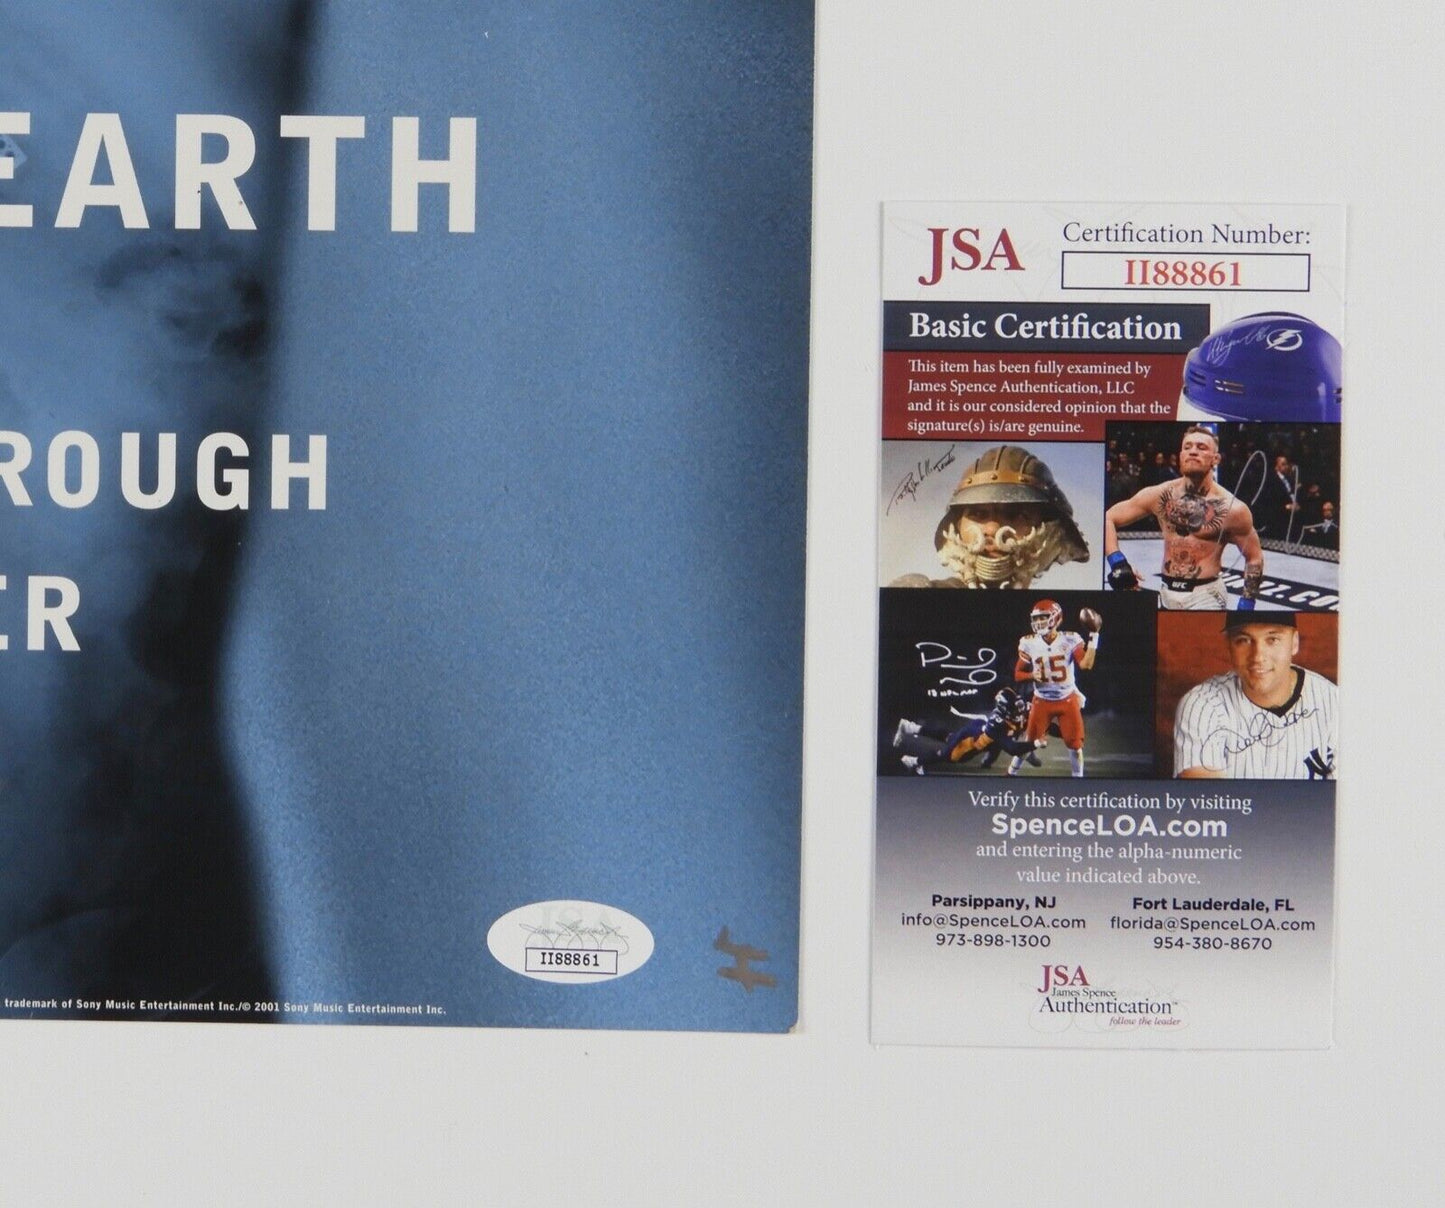 EARTH
ROUGH
ER
II88861
trademark of Sony Music Entertainment Inc./© 2001 Sony Music Entertainment Inc.
JSA
Certification Number:
II88861
Basic Certification
This item has been fully examined by
James Spence Authentication, LLC
and it is our considered opinion that the
signature(s) is/are genuine.
UFC
15
NY
Verify this certification by visiting
SpenceLOA.com
and entering the alpha-numeric
value indicated above.
Parsippany, NJ
info@SpenceLOA.com
973-898-1300
Fort Lauderdale, FL
florida@SpenceLOA.com
954-380-8670
JSA
James Spence
Authentication™
follow the leader